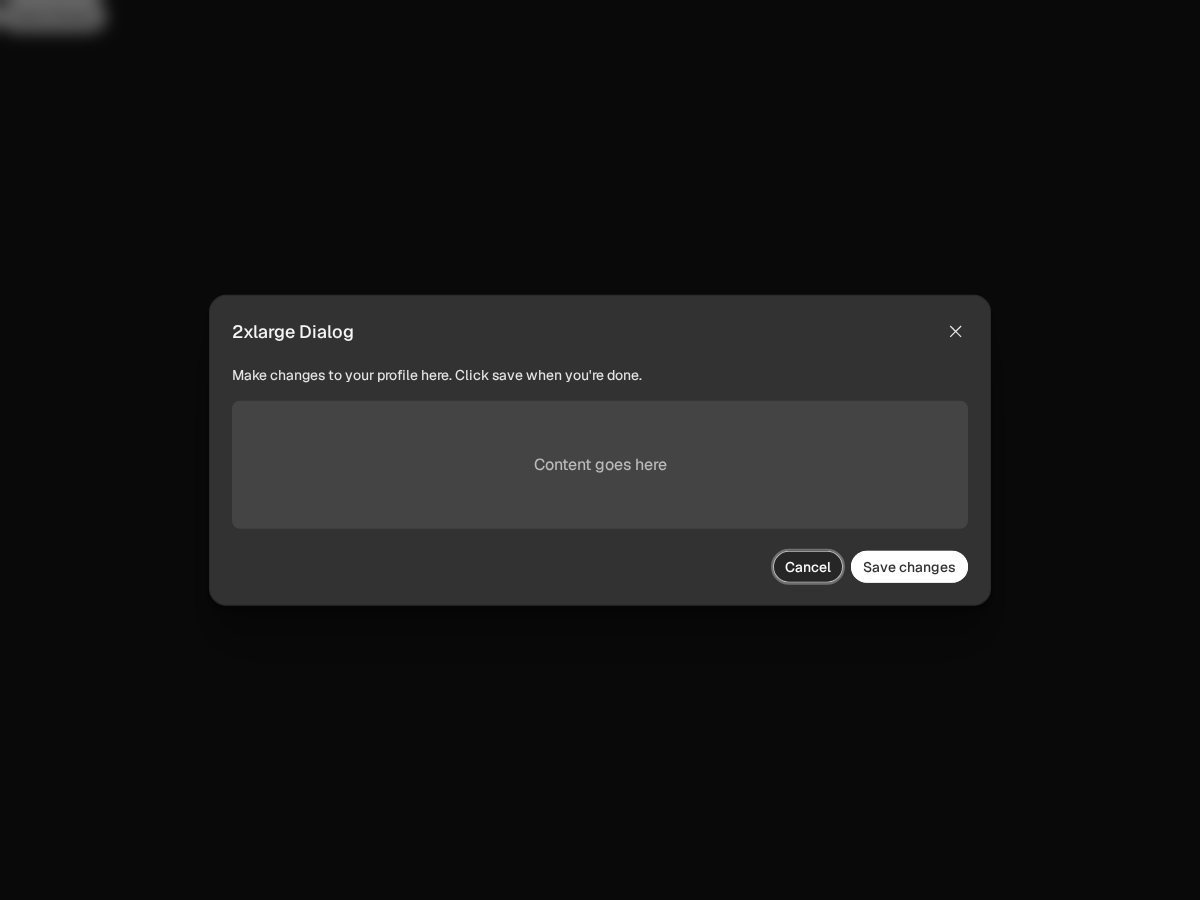 2xlarge Dialog
Make changes to your profile here. Click save when you're done.
Content goes here
Cancel
Save changes